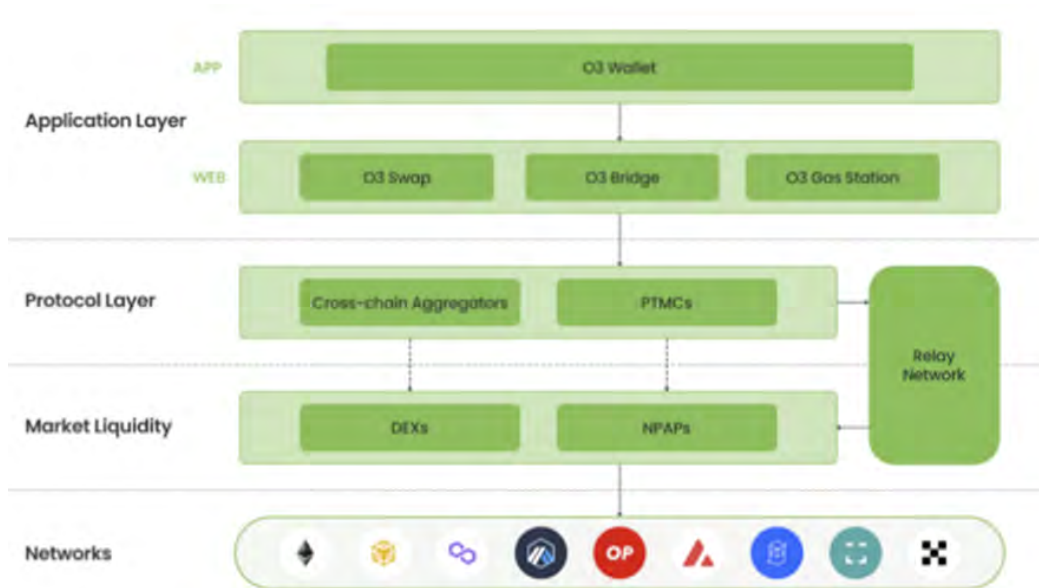 APP
O3 Wallet
Application Layer
WEB
O3 Swap
O3 Bridge
O3 Gas Station
Protocol Layer
Cross-chain Aggregators
PTMCs
Relay
Network
Market Liquidity
DEXs
NPAPs
Networks
OP